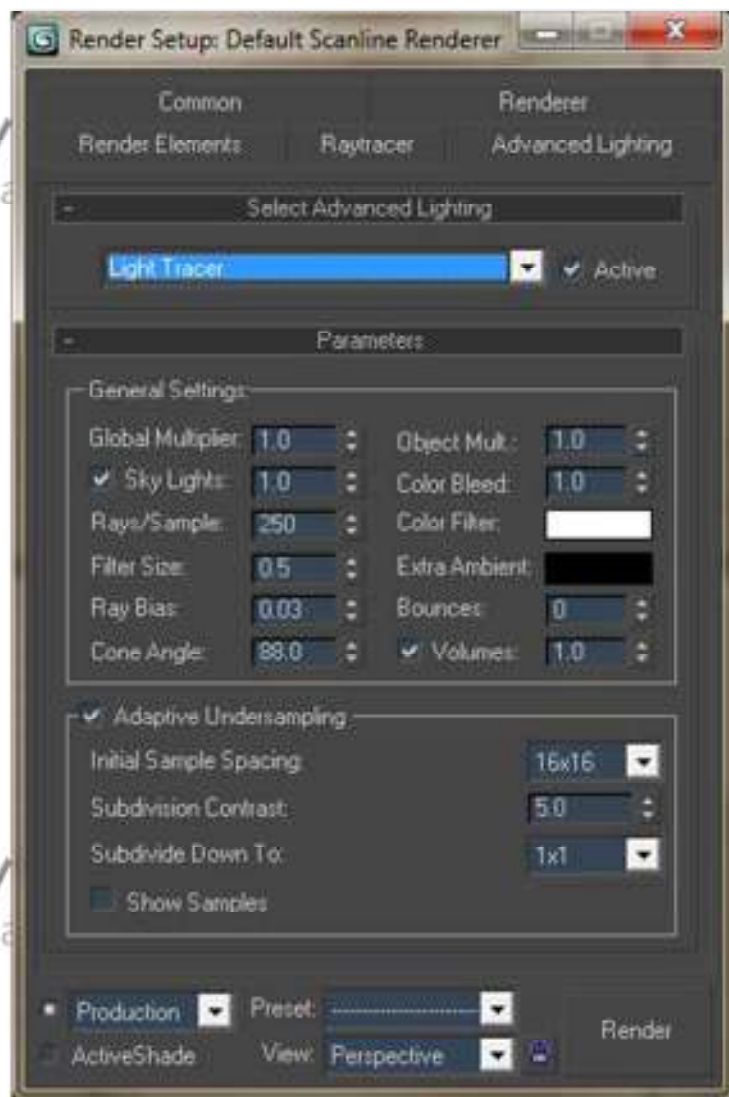 Render Setup: Default Scanline Renderer
Common Renderer
Render Elements Raytracer Advanced Lighting
- Select Advanced Lighting
Light Tracer Active
- Parameters
General Settings:
Global Multiplier: 1.0 Object Mult.: 1.0
Sky Lights: 1.0 Color Bleed: 1.0
Rays/Sample: 250 Color Filter:
Filter Size: 0.5 Extra Ambient:
Ray Bias: 0.03 Bounces: 0
Cone Angle: 88.0 Volumes: 1.0
Adaptive Undersampling
Initial Sample Spacing: 16x16
Subdivision Contrast: 5.0
Subdivide Down To: 1x1
Show Samples
Production Preset: --------------------
ActiveShade View: Perspective
Render